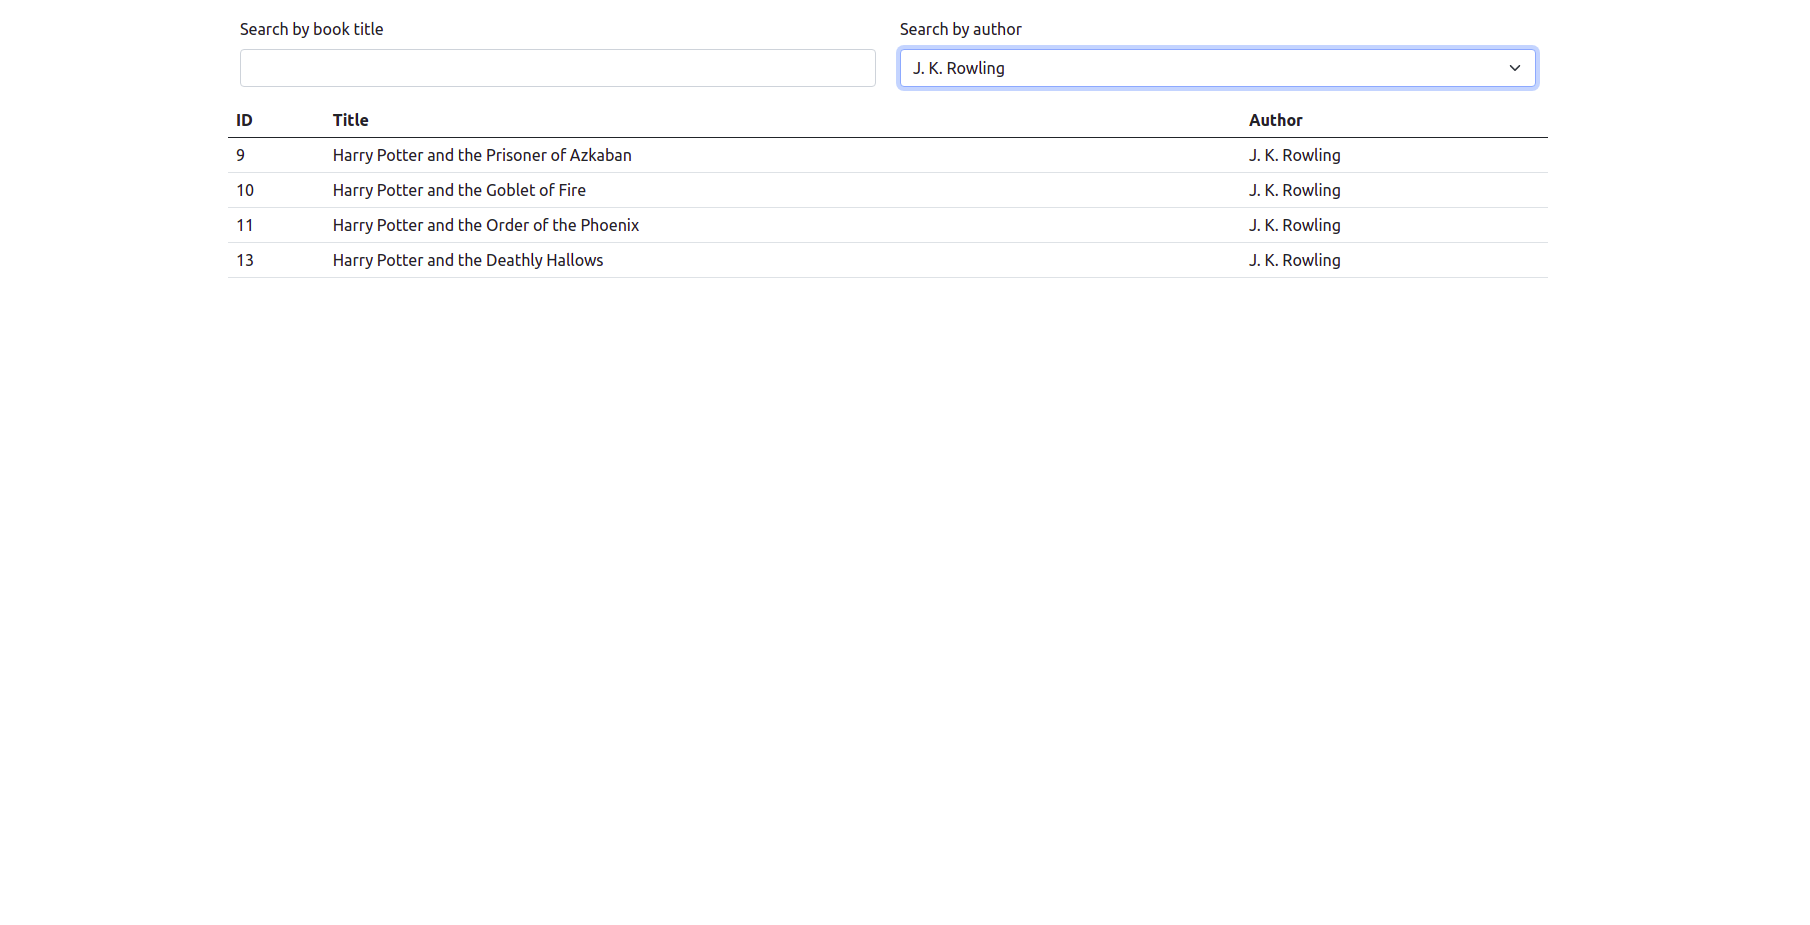 Search by book title
Search by author
J. K. Rowling
ID Title Author
9 Harry Potter and the Prisoner of Azkaban J. K. Rowling
10 Harry Potter and the Goblet of Fire J. K. Rowling
11 Harry Potter and the Order of the Phoenix J. K. Rowling
13 Harry Potter and the Deathly Hallows J. K. Rowling